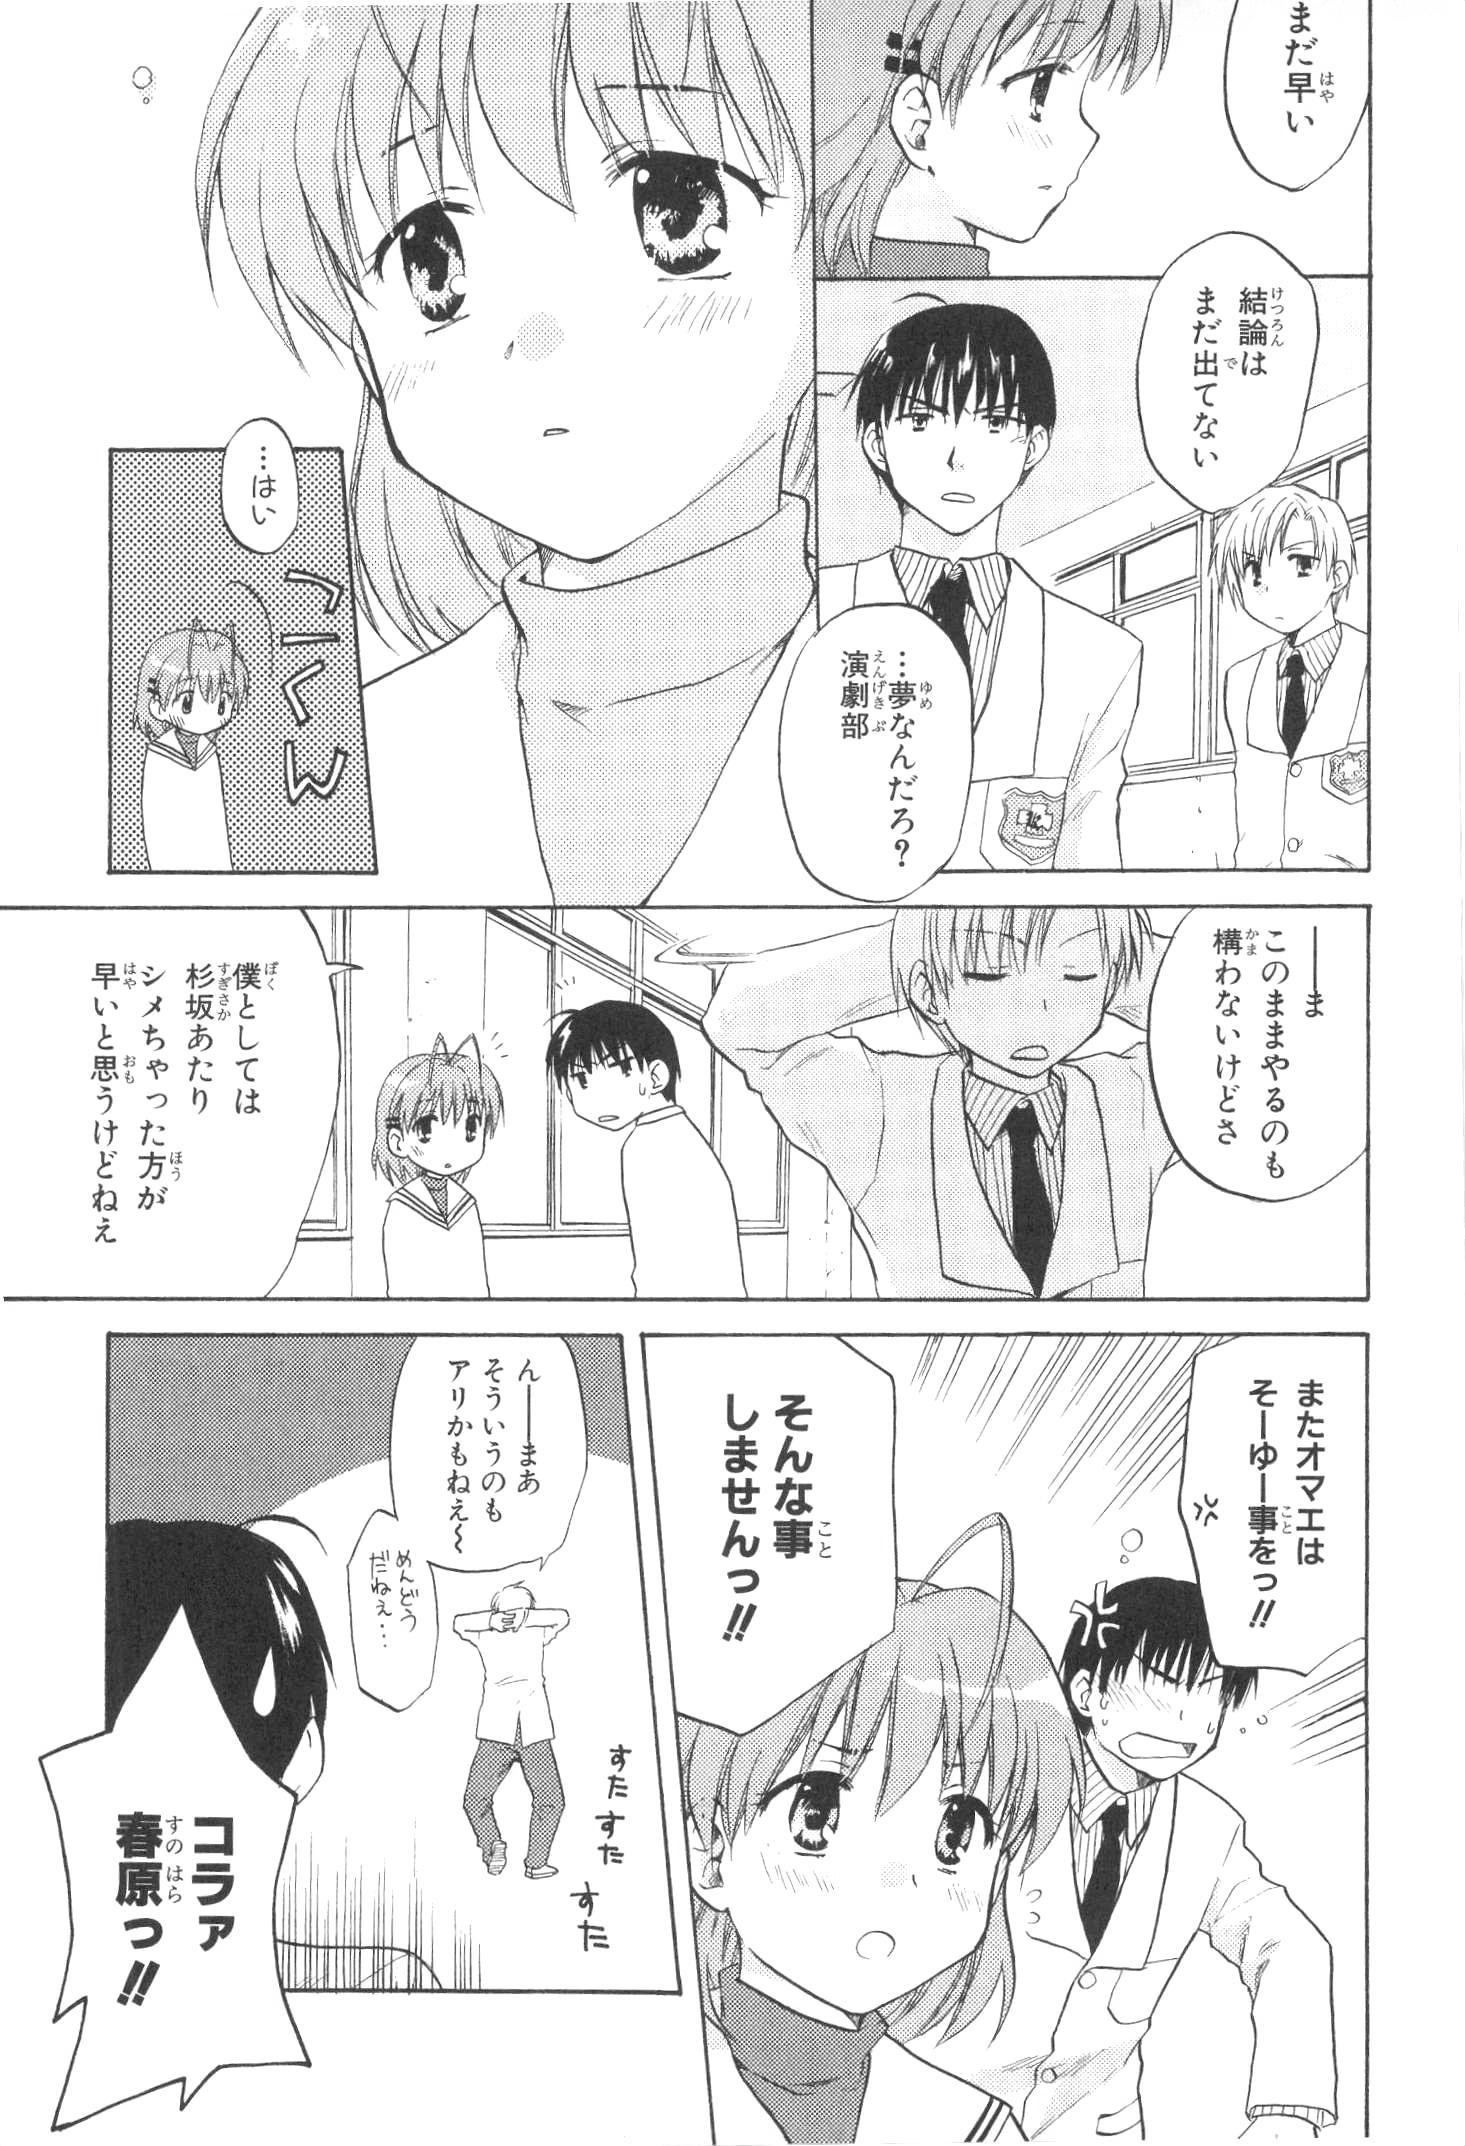 まだ早い
結論は
まだ出てない
…夢なんだろ？
演劇部
…はい
こーくん
――ま
このままやるのも
構わないけどさ
僕としては
杉坂あたり
シメちゃった方が
早いと思うけどねえ
またオマエは
そーゆー事をっ!!
そんな事
しませんっ!!
ん――まあ
そういうのも
アリかもねえ～
めんどう
だねぇ…
すたすた
すた
コラァ
春原っ!!